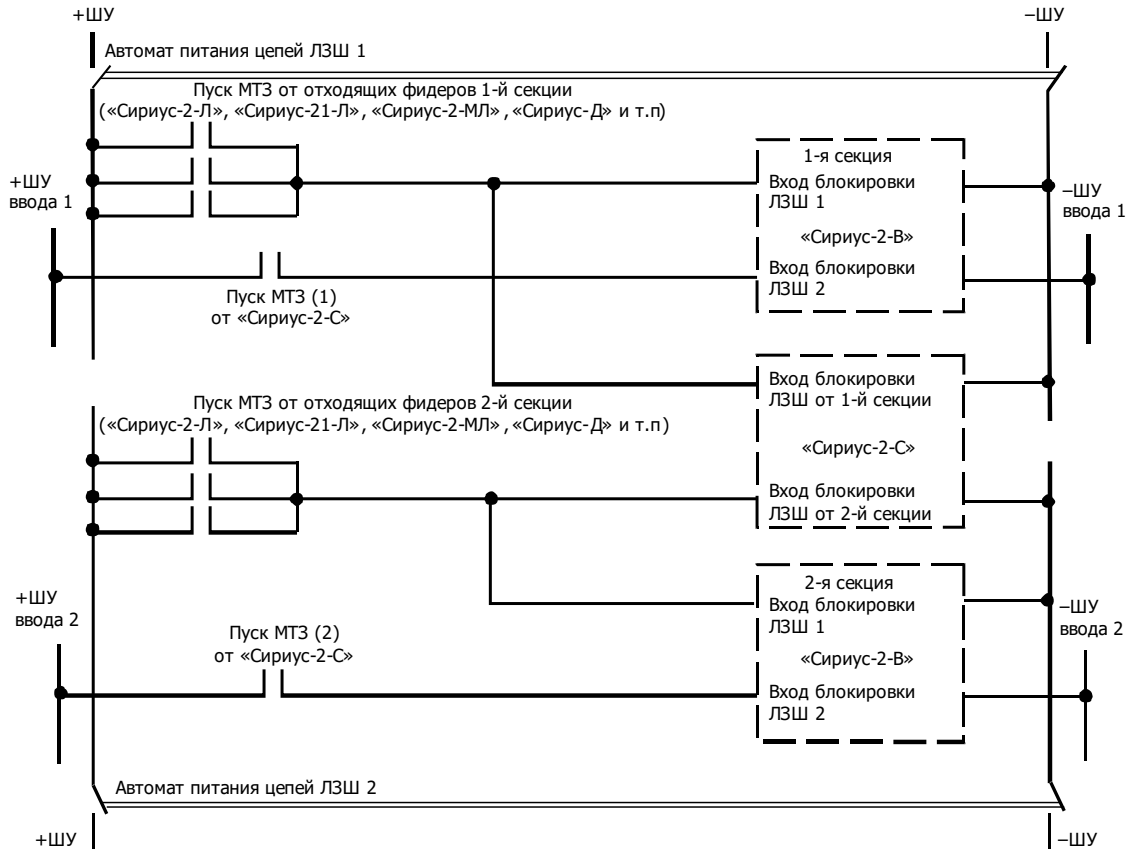 +ШУ
–ШУ
Автомат питания цепей ЛЗШ 1
Пуск МТЗ от отходящих фидеров 1-й секции
(«Сириус-2-Л», «Сириус-21-Л», «Сириус-2-МЛ» , «Сириус-Д» и т.п)
+ШУ
ввода 1
1-я секция
Вход блокировки
ЛЗШ 1
«Сириус-2-В»
Вход блокировки
ЛЗШ 2
–ШУ
ввода 1
Пуск МТЗ (1)
от «Сириус-2-С»
Вход блокировки
ЛЗШ от 1-й секции
«Сириус-2-С»
Вход блокировки
ЛЗШ от 2-й секции
Пуск МТЗ от отходящих фидеров 2-й секции
(«Сириус-2-Л», «Сириус-21-Л», «Сириус-2-МЛ» , «Сириус-Д» и т.п)
+ШУ
ввода 2
2-я секция
Вход блокировки
ЛЗШ 1
«Сириус-2-В»
Вход блокировки
ЛЗШ 2
–ШУ
ввода 2
Пуск МТЗ (2)
от «Сириус-2-С»
Автомат питания цепей ЛЗШ 2
+ШУ
–ШУ